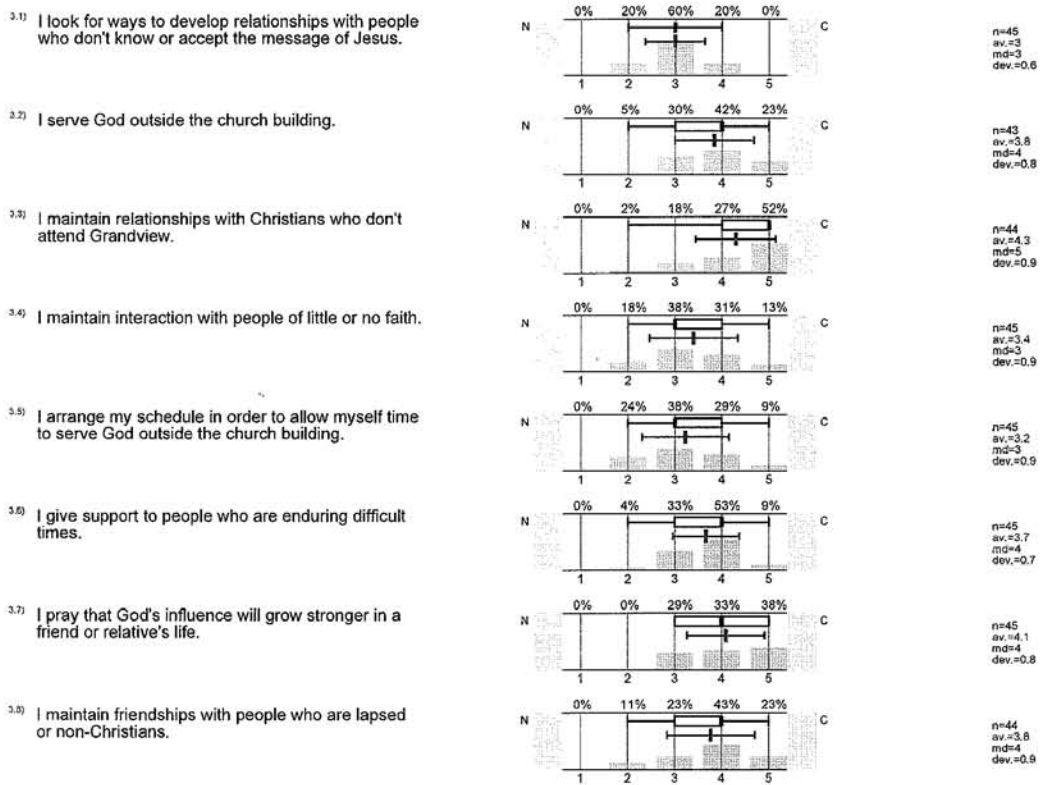 3.1) I look for ways to develop relationships with people
who don't know or accept the message of Jesus.
N 0% 20% 60% 20% 0% C
1 2 3 4 5
n=45
av.=3
md=3
dev.=0.6
3.2) I serve God outside the church building.
N 0% 5% 30% 42% 23% C
1 2 3 4 5
n=43
av.=3.8
md=4
dev.=0.8
3.3) I maintain relationships with Christians who don't
attend Grandview.
N 0% 2% 18% 27% 52% C
1 2 3 4 5
n=44
av.=4.3
md=5
dev.=0.9
3.4) I maintain interaction with people of little or no faith.
N 0% 18% 38% 31% 13% C
1 2 3 4 5
n=45
av.=3.4
md=3
dev.=0.9
3.5) I arrange my schedule in order to allow myself time
to serve God outside the church building.
N 0% 24% 38% 29% 9% C
1 2 3 4 5
n=45
av.=3.2
md=3
dev.=0.9
3.6) I give support to people who are enduring difficult
times.
N 0% 4% 33% 53% 9% C
1 2 3 4 5
n=45
av.=3.7
md=4
dev.=0.7
3.7) I pray that God's influence will grow stronger in a
friend or relative's life.
N 0% 0% 29% 33% 38% C
1 2 3 4 5
n=45
av.=4.1
md=4
dev.=0.8
3.8) I maintain friendships with people who are lapsed
or non-Christians.
N 0% 11% 23% 43% 23% C
1 2 3 4 5
n=44
av.=3.8
md=4
dev.=0.9